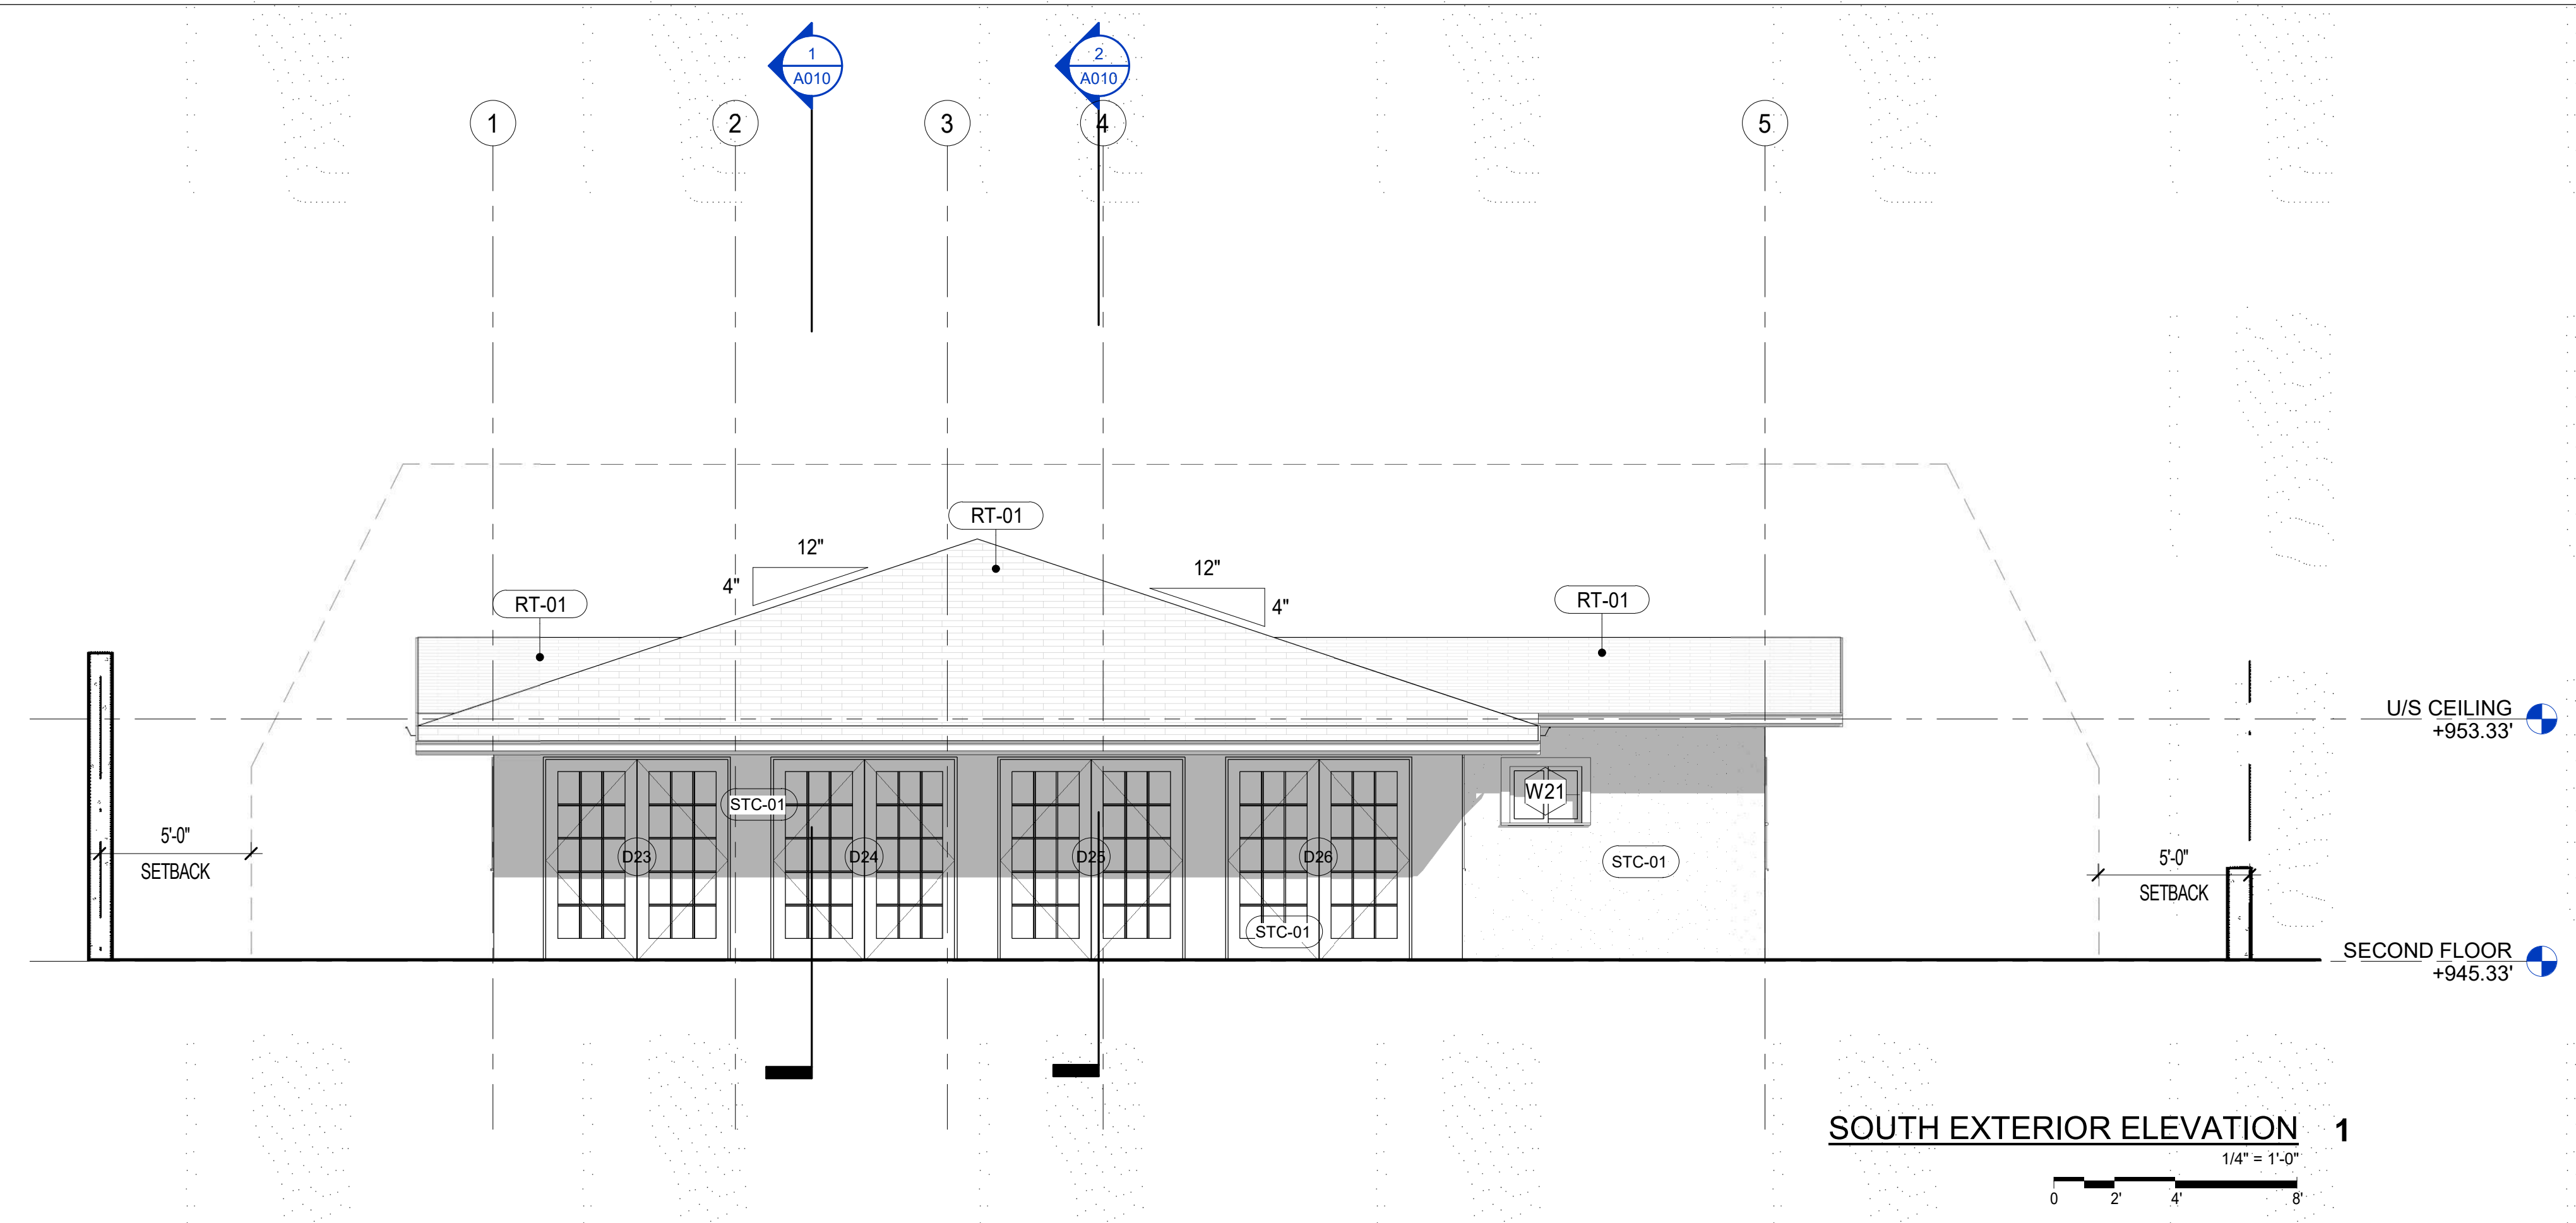 1
A010
2
A010
1
2
3
4
5
RT-01
12"
4"
12"
4"
RT-01
RT-01
U/S CEILING
+953.33'
W21
STC-01
5'-0"
SETBACK
D23
D24
D25
D26
STC-01
5'-0"
SETBACK
STC-01
SECOND FLOOR
+945.33'
SOUTH EXTERIOR ELEVATION 1
1/4" = 1'-0"
0 2' 4' 8'